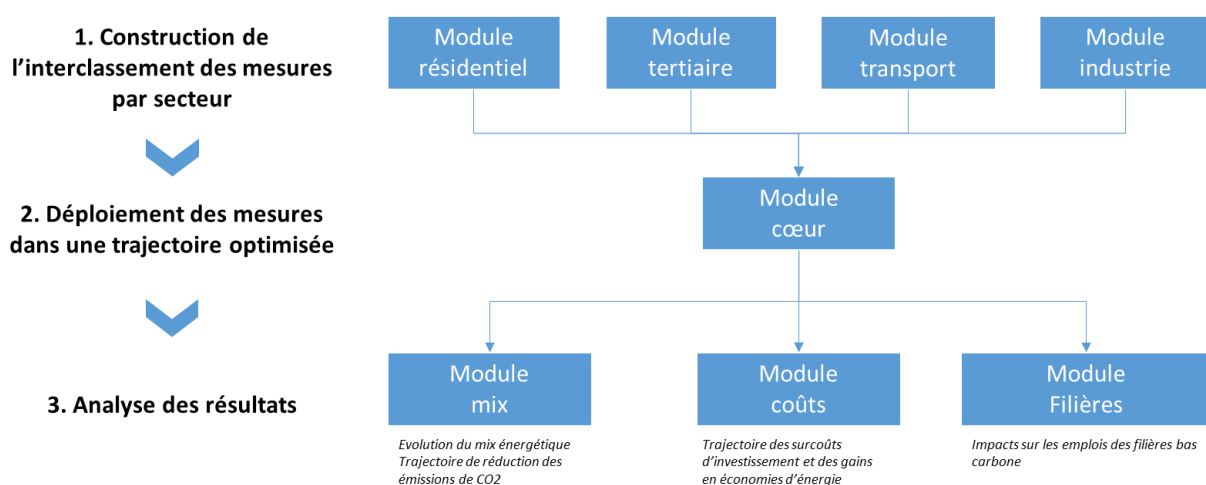 1. Construction de
l'interclassement des mesures
par secteur
Module
résidentiel
Module
tertiaire
Module
transport
Module
industrie
2. Déploiement des mesures
dans une trajectoire optimisée
Module
cœur
3. Analyse des résultats
Module
mix
Module
coûts
Module
Filières
Evolution du mix énergétique
Trajectoire de réduction des
émissions de CO2
Trajectoire des surcoûts
d'investissement et des gains
en économies d'énergie
Impacts sur les emplois des filières bas
carbone